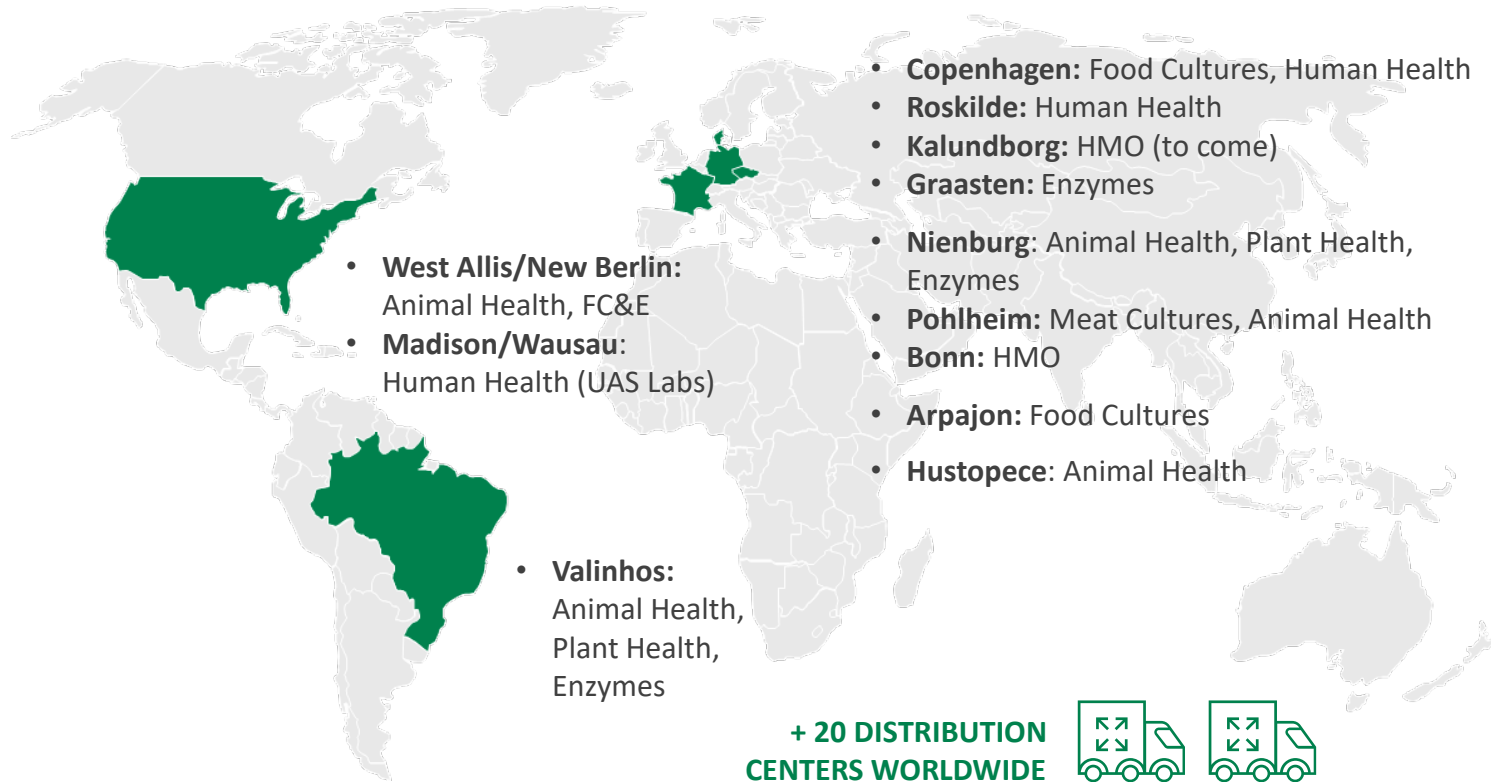 • Copenhagen: Food Cultures, Human Health
• Roskilde: Human Health
• Kalundborg: HMO (to come)
• Graasten: Enzymes
• Nienburg: Animal Health, Plant Health,
Enzymes
• Pohlheim: Meat Cultures, Animal Health
• Bonn: HMO
• Arpajon: Food Cultures
• Hustopece: Animal Health
• West Allis/New Berlin:
Animal Health, FC&E
• Madison/Wausau:
Human Health (UAS Labs)
• Valinhos:
Animal Health,
Plant Health,
Enzymes
+ 20 DISTRIBUTION
CENTERS WORLDWIDE